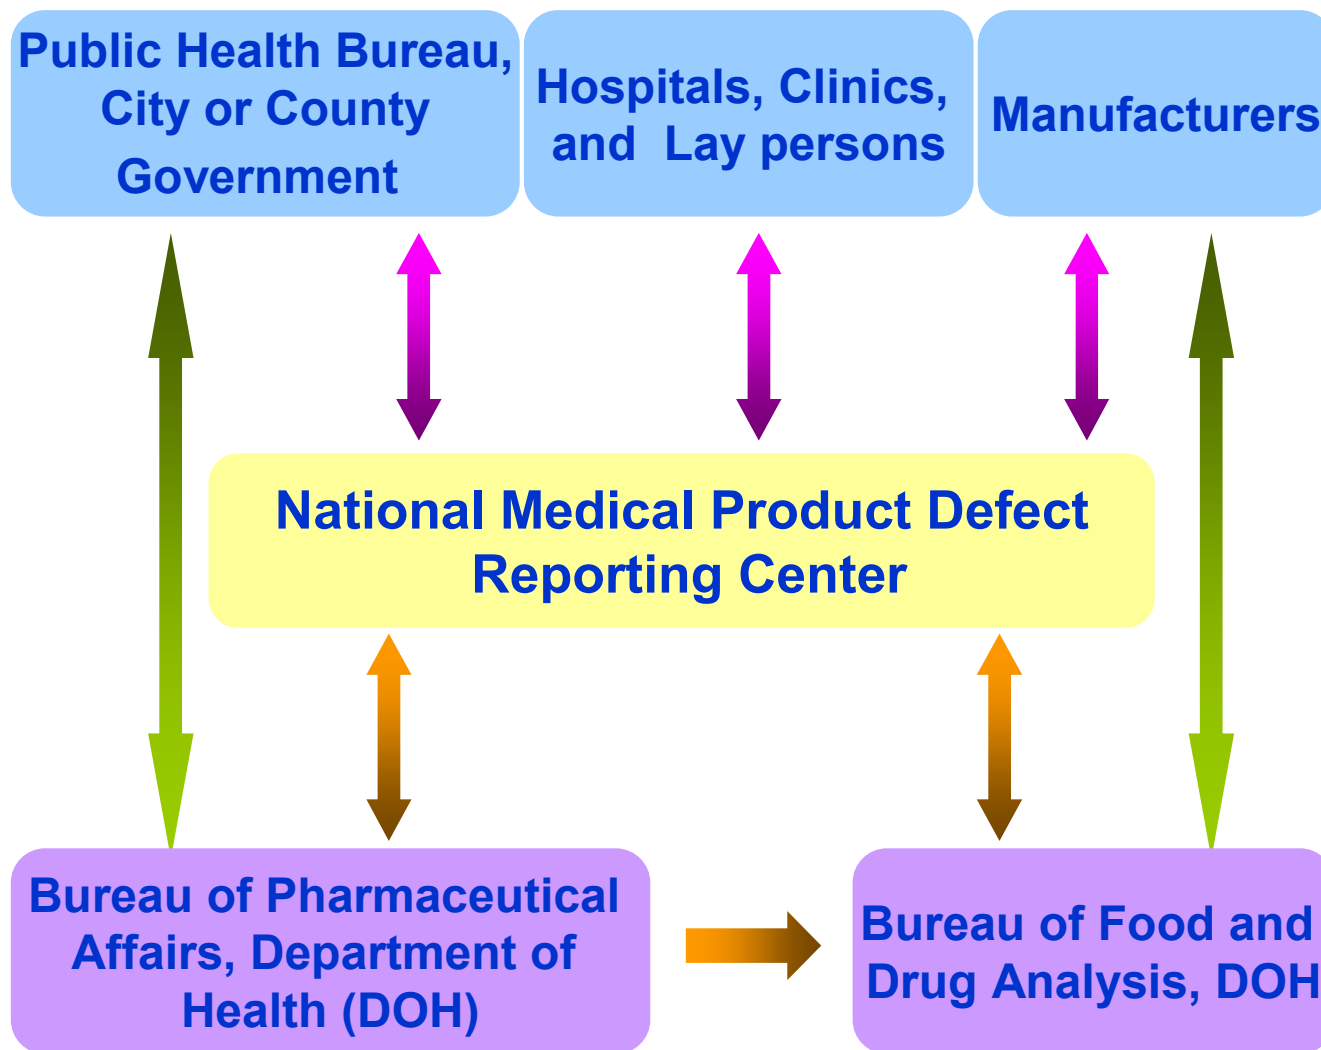 Public Health Bureau,
City or County
Government
Hospitals, Clinics,
and Lay persons
Manufacturers
National Medical Product Defect
Reporting Center
Bureau of Pharmaceutical
Affairs, Department of
Health (DOH)
Bureau of Food and
Drug Analysis, DOH